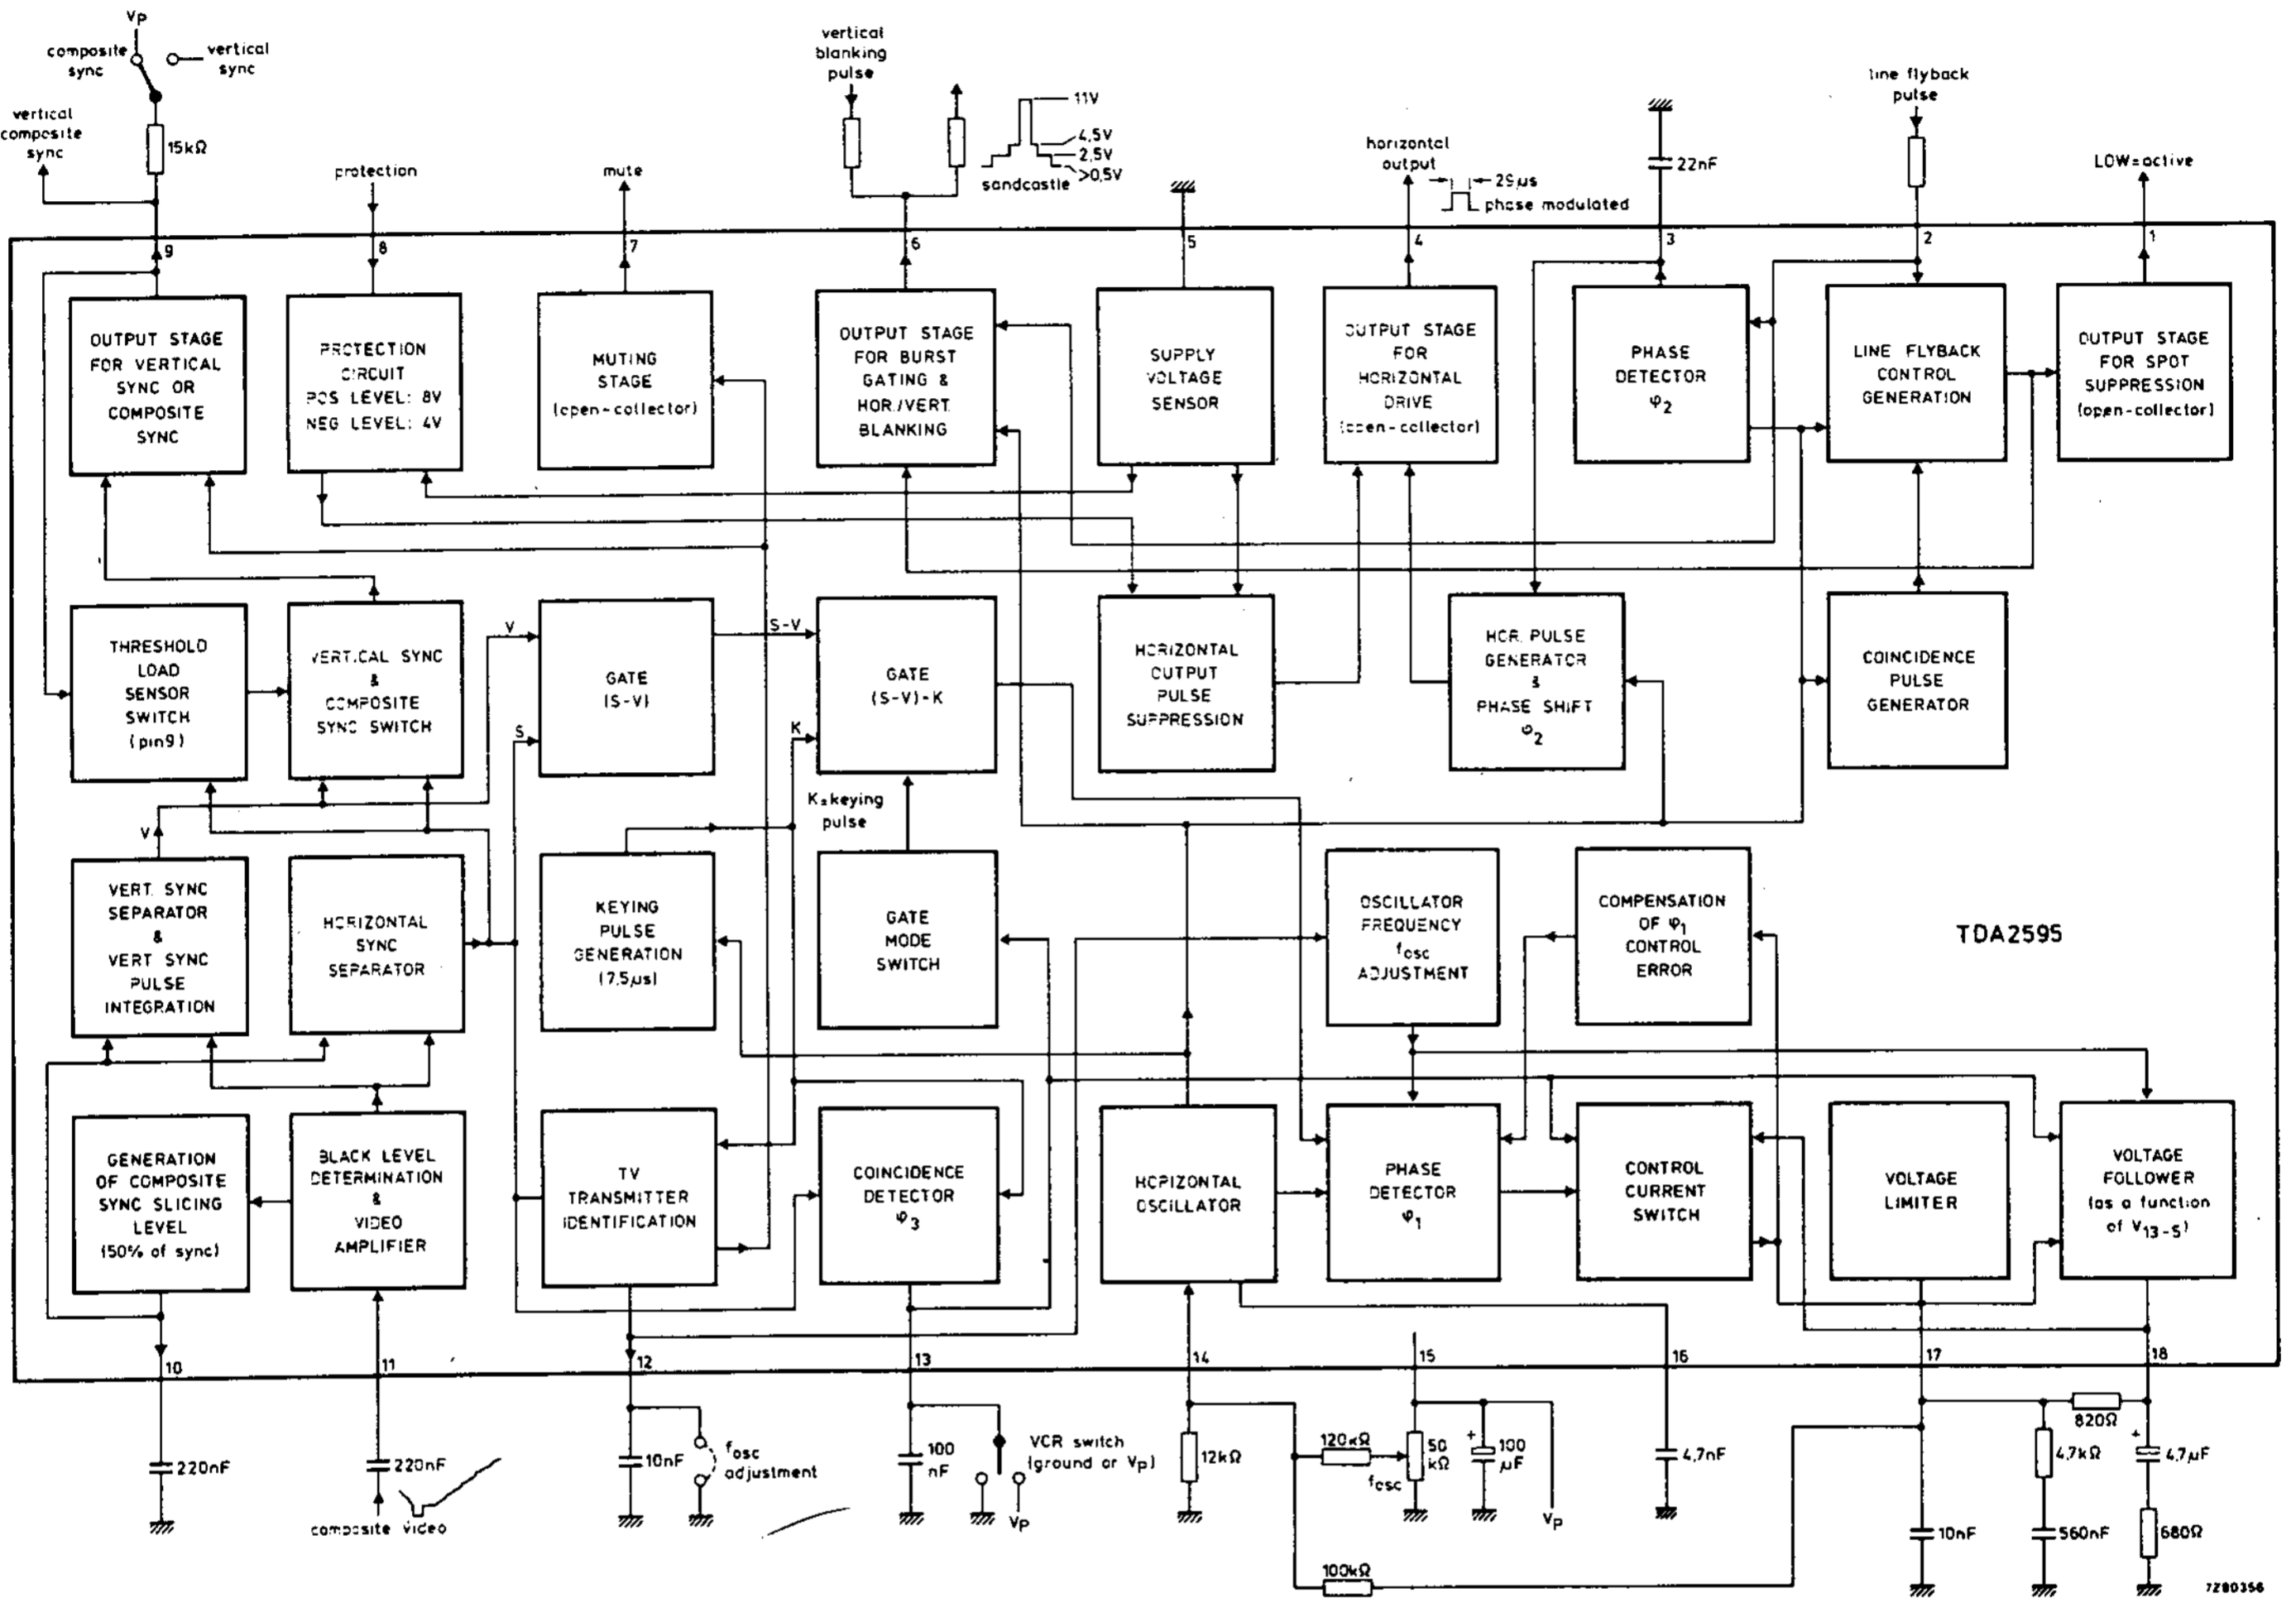 Vp
composite
sync
vertical
sync
vertical
composite
sync
15kΩ
protection
mute
vertical
blanking
pulse
11V
4,5V
2,5V
>0,5V
sandcastle
horizontal
output
29µs
phase modulated
22nF
line flyback
pulse
LOW=active
9
8
7
6
5
4
3
2
1
OUTPUT STAGE
FOR VERTICAL
SYNC OR
COMPOSITE
SYNC
PROTECTION
CIRCUIT
POS LEVEL: 8V
NEG LEVEL: 4V
MUTING
STAGE
(open-collector)
OUTPUT STAGE
FOR BURST
GATING &
HOR./VERT.
BLANKING
SUPPLY
VOLTAGE
SENSOR
OUTPUT STAGE
FOR
HORIZONTAL
DRIVE
(open-collector)
PHASE
DETECTOR
φ2
LINE FLYBACK
CONTROL
GENERATION
OUTPUT STAGE
FOR SPOT
SUPPRESSION
(open-collector)
THRESHOLD
LOAD
SENSOR
SWITCH
(pin9)
VERTICAL SYNC
&
COMPOSITE
SYNC SWITCH
V
S
GATE
(S-V)
S-V
K
GATE
(S-V)-K
HORIZONTAL
OUTPUT
PULSE
SUPPRESSION
HOR. PULSE
GENERATOR
&
PHASE SHIFT
φ2
COINCIDENCE
PULSE
GENERATOR
K=keying
pulse
V
VERT. SYNC
SEPARATOR
&
VERT SYNC
PULSE
INTEGRATION
HORIZONTAL
SYNC
SEPARATOR
KEYING
PULSE
GENERATION
(7,5µs)
GATE
MODE
SWITCH
OSCILLATOR
FREQUENCY
fosc
ADJUSTMENT
COMPENSATION
OF φ1
CONTROL
ERROR
TDA2595
GENERATION
OF COMPOSITE
SYNC SLICING
LEVEL
(50% of sync)
BLACK LEVEL
DETERMINATION
&
VIDEO
AMPLIFIER
TV
TRANSMITTER
IDENTIFICATION
COINCIDENCE
DETECTOR
φ3
HORIZONTAL
OSCILLATOR
PHASE
DETECTOR
φ1
CONTROL
CURRENT
SWITCH
VOLTAGE
LIMITER
VOLTAGE
FOLLOWER
(as a function
of V13-5)
10
11
12
13
14
15
16
17
18
220nF
220nF
composite video
10nF
fosc
adjustment
100
nF
VCR switch
(ground or Vp)
Vp
12kΩ
120kΩ
fosc
50
kΩ
+
100
µF
Vp
4,7nF
100kΩ
10nF
820Ω
4,7kΩ
560nF
+
4,7µF
680Ω
7Z80356